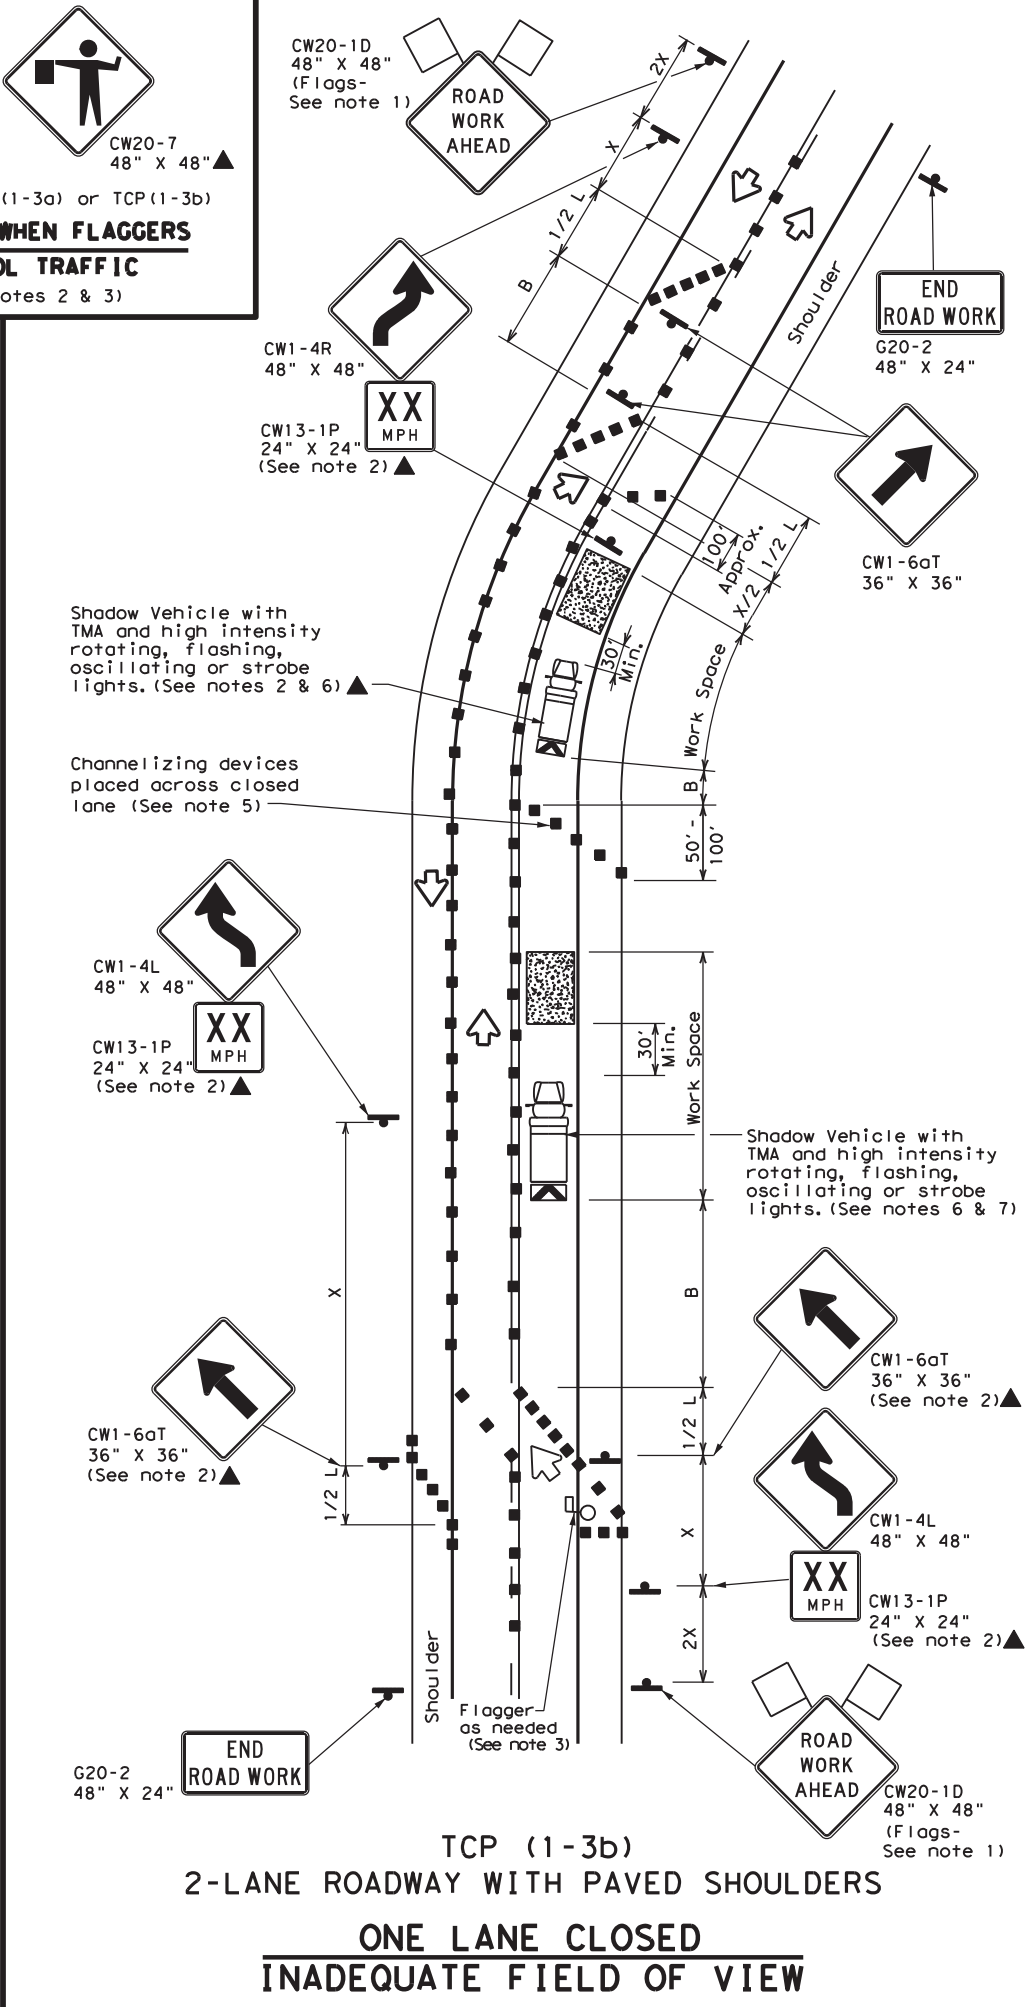 CW20-7
48" X 48"
(1-3a) or TCP(1-3b)
WHEN FLAGGERS
OL TRAFFIC
otes 2 & 3)
CW20-1D
48" X 48"
(Flags-
See note 1)
ROAD
WORK
AHEAD
2X
X
1/2 L
B
CW1-4R
48" X 48"
XX
MPH
CW13-1P
24" X 24"
(See note 2)
Shoulder
END
ROAD WORK
G20-2
48" X 24"
CW1-6aT
36" X 36"
100'
Approx.
1/2 L
X/2
30'
Min.
Work Space
B
50'-
100'
Shadow Vehicle with
TMA and high intensity
rotating, flashing,
oscillating or strobe
lights. (See notes 2 & 6)
Channelizing devices
placed across closed
lane (See note 5)
CW1-4L
48" X 48"
XX
MPH
CW13-1P
24" X 24"
(See note 2)
30'
Min.
Work Space
Shadow Vehicle with
TMA and high intensity
rotating, flashing,
oscillating or strobe
lights. (See notes 6 & 7)
X
B
CW1-6aT
36" X 36"
(See note 2)
1/2 L
CW1-6aT
36" X 36"
(See note 2)
1/2 L
X
CW1-4L
48" X 48"
XX
MPH
CW13-1P
24" X 24"
(See note 2)
2X
Shoulder
Flagger
as needed
(See note 3)
END
ROAD WORK
G20-2
48" X 24"
ROAD
WORK
AHEAD
CW20-1D
48" X 48"
(Flags-
See note 1)
TCP (1-3b)
2-LANE ROADWAY WITH PAVED SHOULDERS
ONE LANE CLOSED
INADEQUATE FIELD OF VIEW